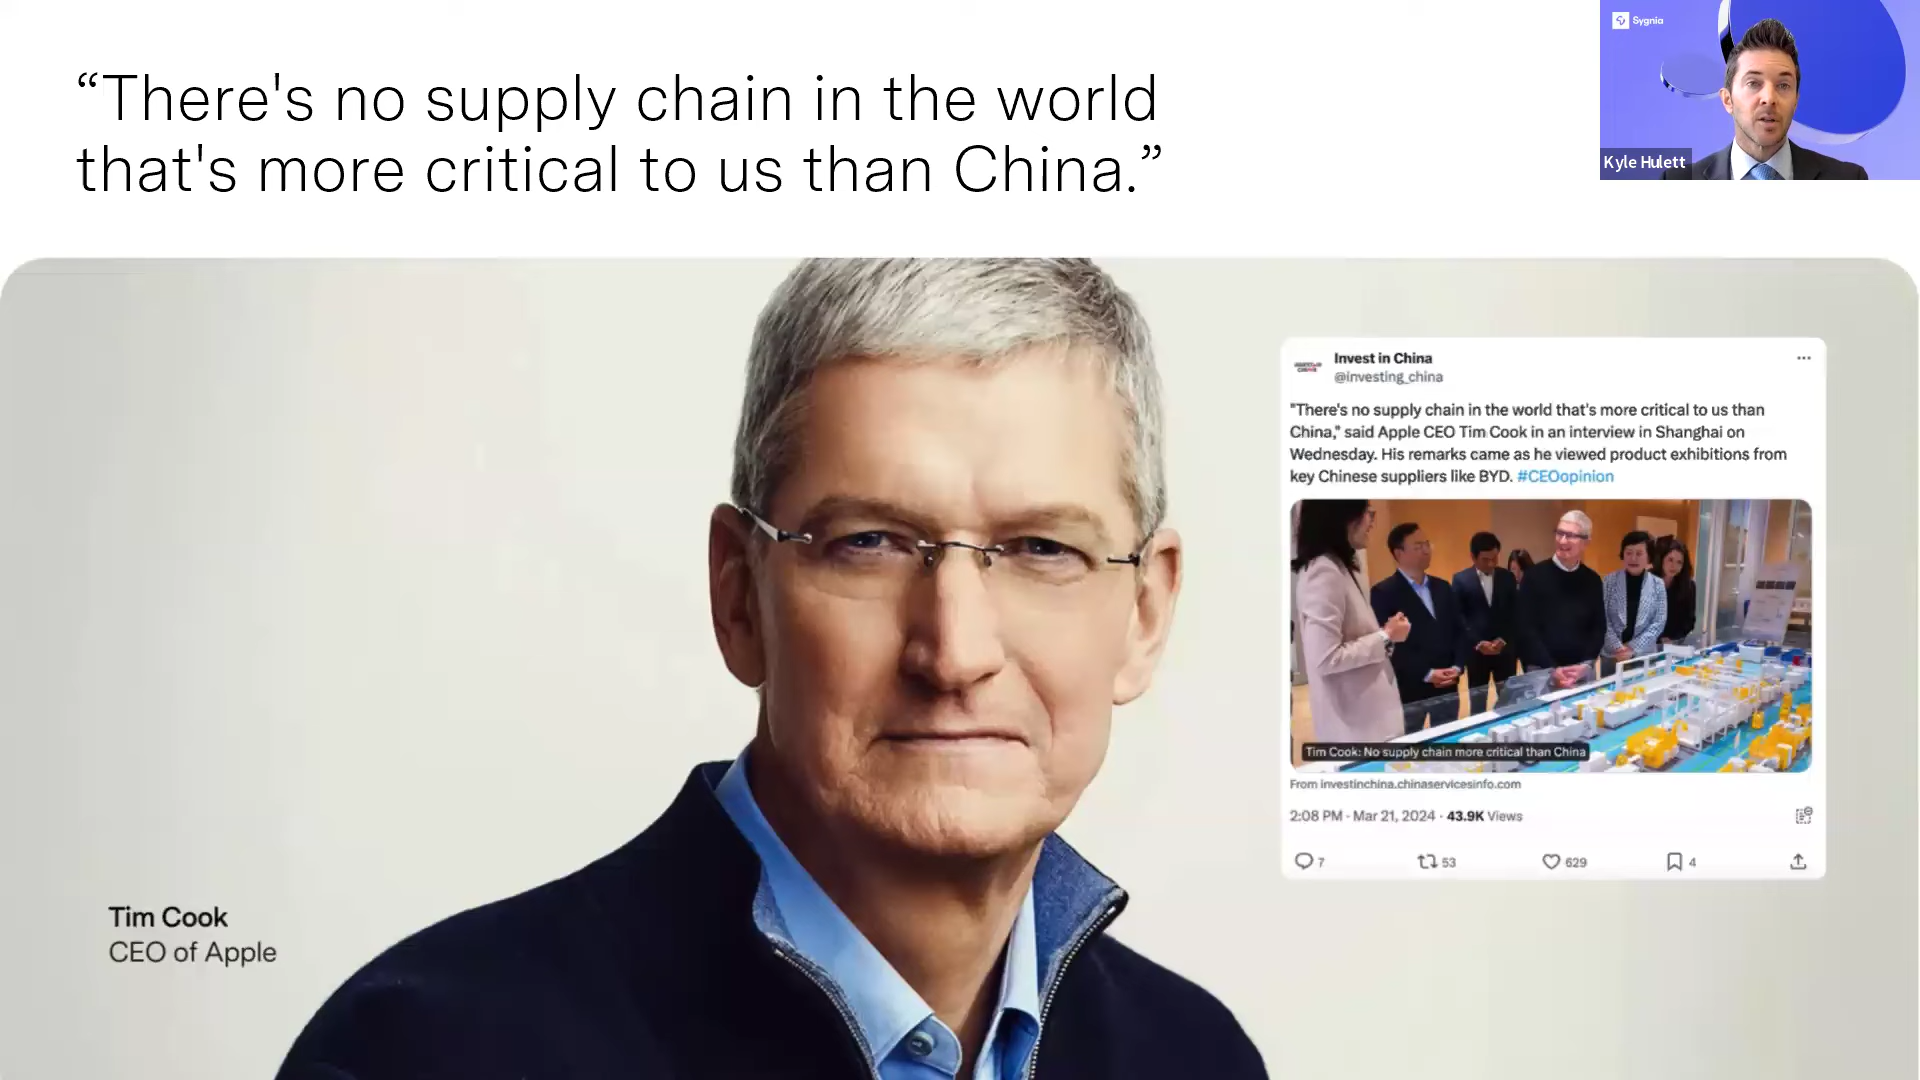 “There's no supply chain in the world
that's more critical to us than China.”
Sygnia
Kyle Hulett
Invest in China
@investing_china
"There's no supply chain in the world that's more critical to us than
China," said Apple CEO Tim Cook in an interview in Shanghai on
Wednesday. His remarks came as he viewed product exhibitions from
key Chinese suppliers like BYD. #CEOopinion
Tim Cook: No supply chain more critical than China
From investinchina.chinaservicesinfo.com
2:08 PM · Mar 21, 2024 · 43.9K Views
7 53 629 4
Tim Cook
CEO of Apple